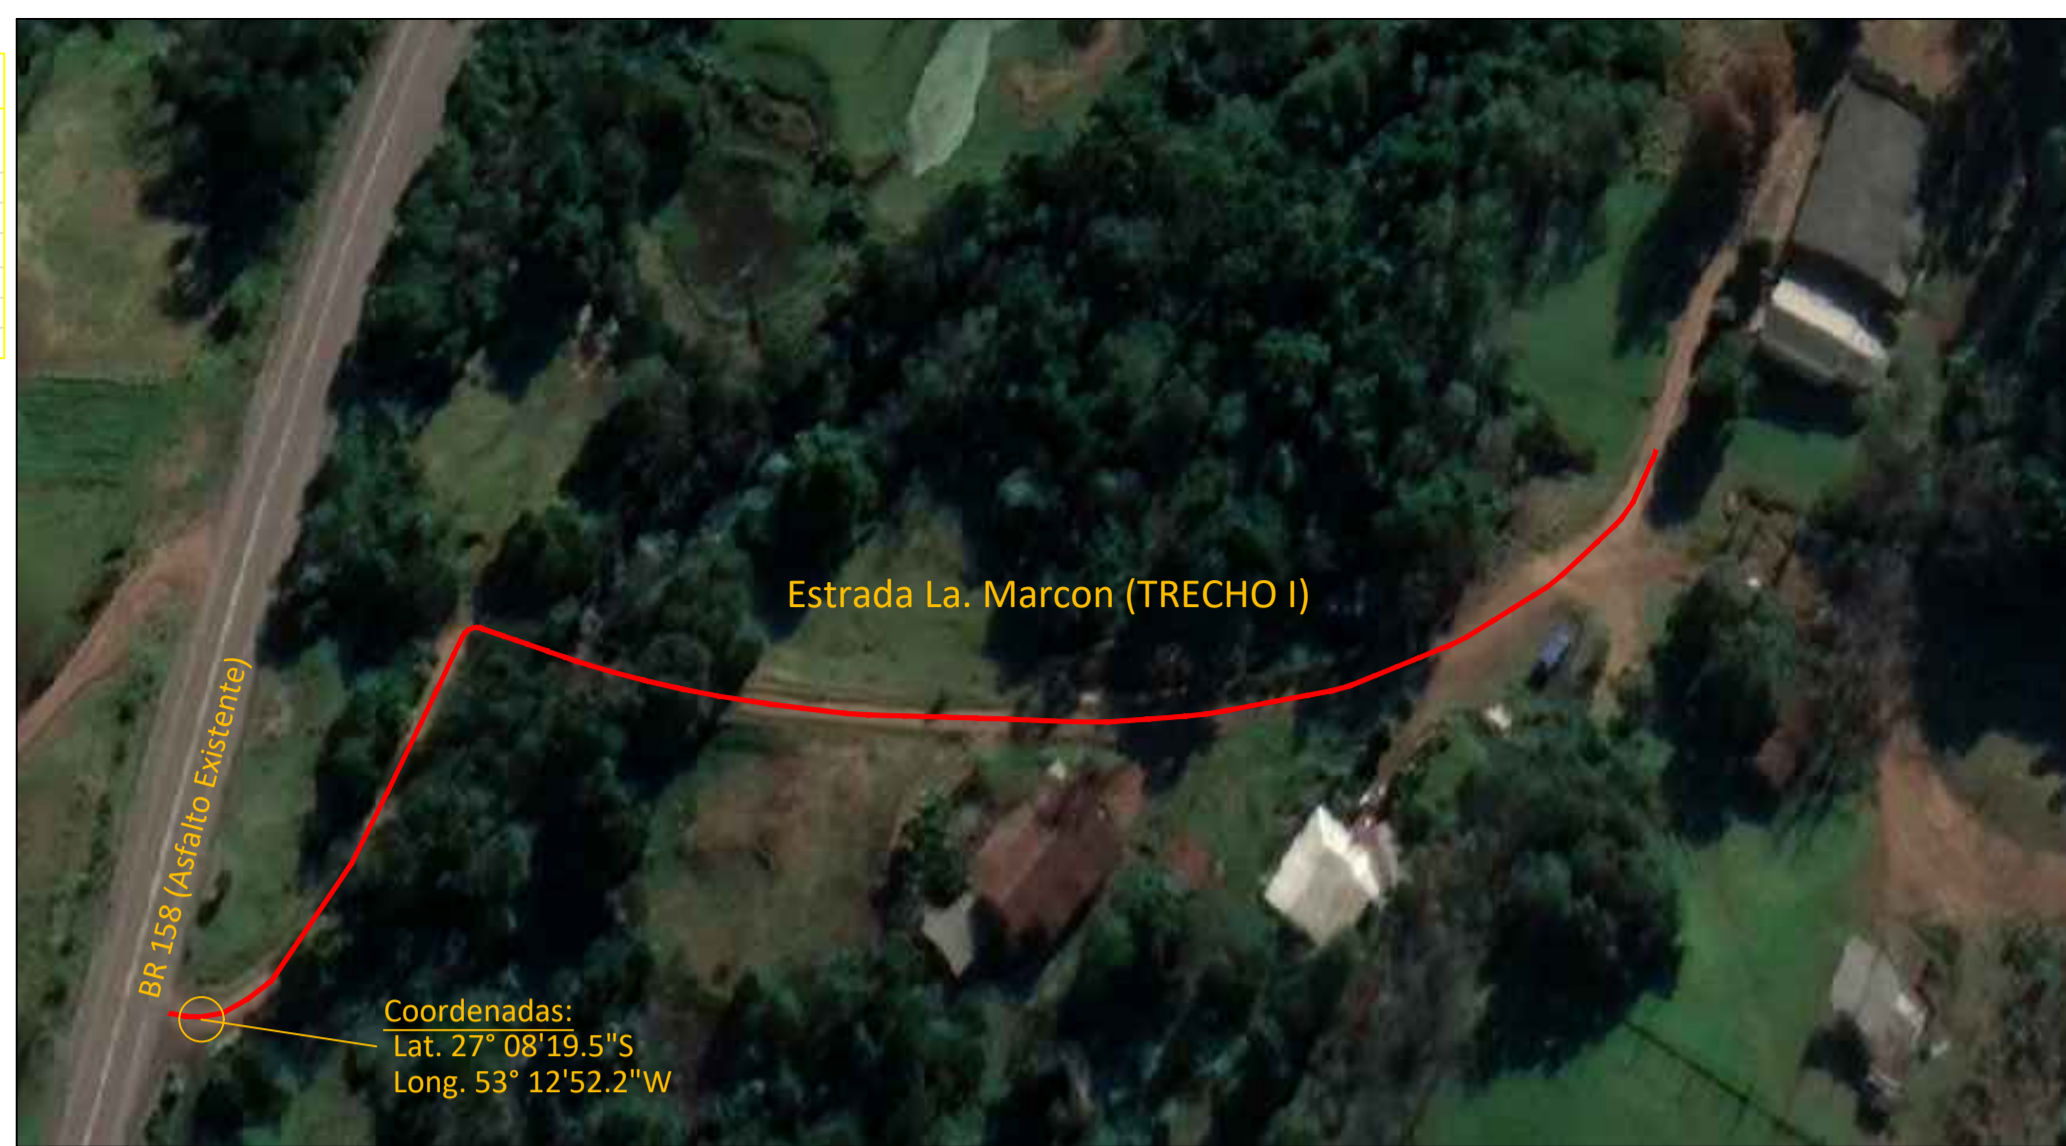 Estrada La. Marcon (TRECHO I)
BR 158 (Asfalto Existente)
Coordenadas:
Lat. 27° 08'19.5"S
Long. 53° 12'52.2"W